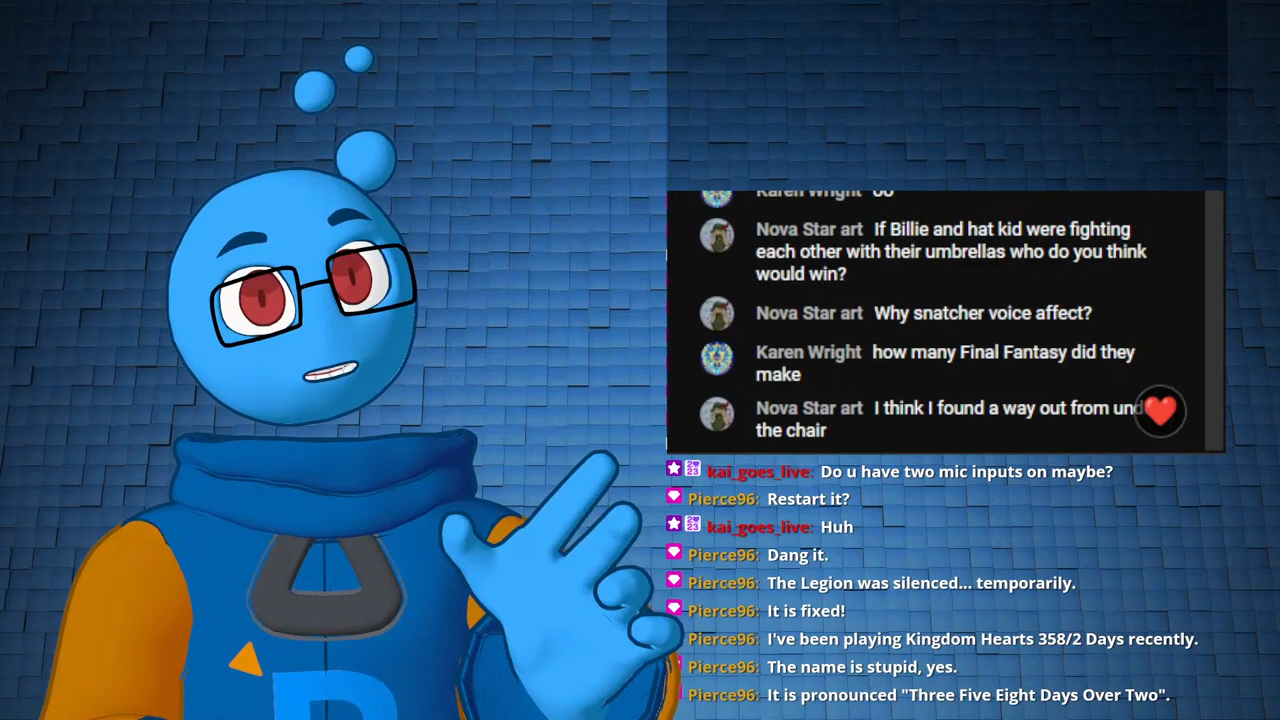 Karen Wright oo
Nova Star art If Billie and hat kid were fighting
each other with their umbrellas who do you think
would win?
Nova Star art Why snatcher voice affect?
Karen Wright how many Final Fantasy did they
make
Nova Star art I think I found a way out from und
the chair
kai_goes_live: Do u have two mic inputs on maybe?
Pierce96: Restart it?
kai_goes_live: Huh
Pierce96: Dang it.
Pierce96: The Legion was silenced... temporarily.
Pierce96: It is fixed!
Pierce96: I've been playing Kingdom Hearts 358/2 Days recently.
Pierce96: The name is stupid, yes.
Pierce96: It is pronounced "Three Five Eight Days Over Two".